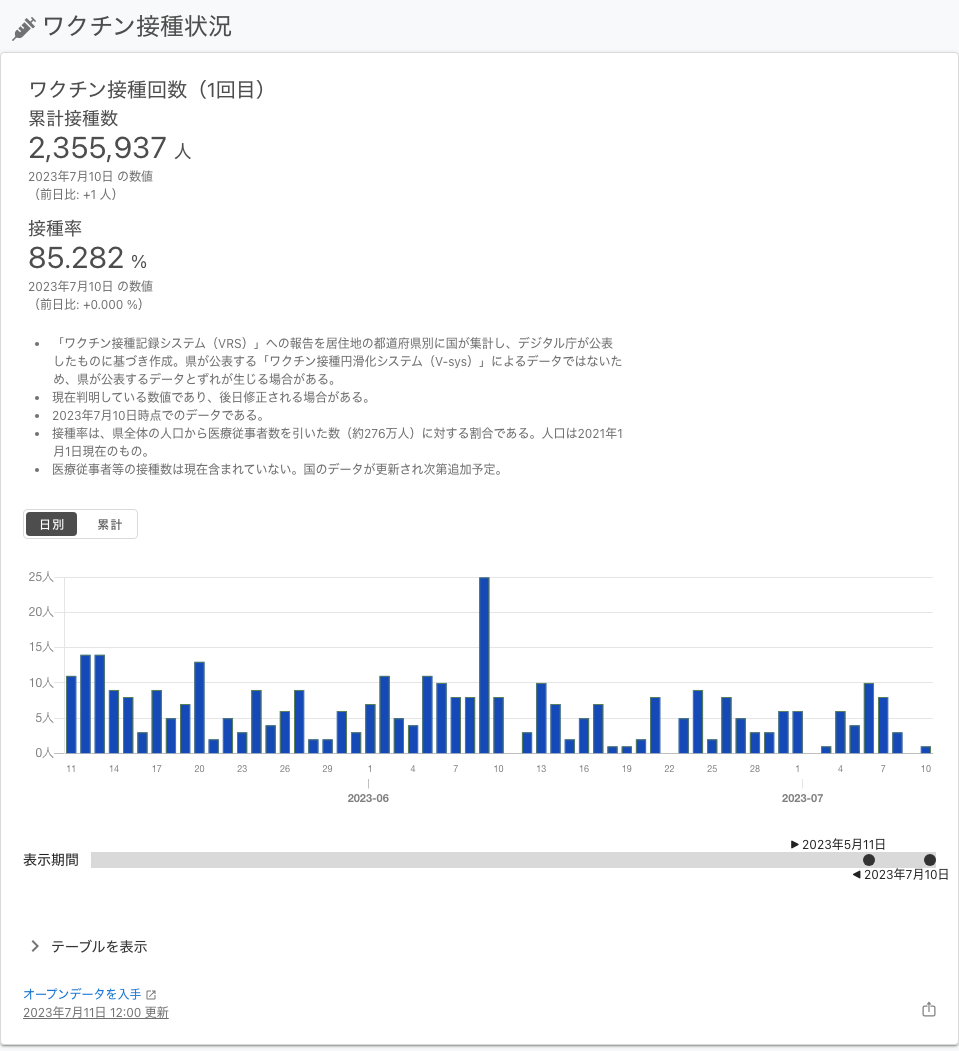 ワクチン接種状況
ワクチン接種回数（1回目）
累計接種数
2,355,937 人
2023年7月10日 の数値
（前日比: +1 人）
接種率
85.282 %
2023年7月10日 の数値
（前日比: +0.000 %）
• 「ワクチン接種記録システム（VRS）」への報告を居住地の都道府県別に国が集計し、デジタル庁が公表
したものに基づき作成。県が公表する「ワクチン接種円滑化システム（V-sys）」によるデータではないた
め、県が公表するデータとずれが生じる場合がある。
• 現在判明している数値であり、後日修正される場合がある。
• 2023年7月10日時点でのデータである。
• 接種率は、県全体の人口から医療従事者数を引いた数（約276万人）に対する割合である。人口は2021年1
月1日現在のもの。
• 医療従事者等の接種数は現在含まれていない。国のデータが更新され次第追加予定。
日別 累計
25人
20人
15人
10人
5人
0人
11 14 17 20 23 26 29 1 4 7 10 13 16 19 22 25 28 1 4 7 10
2023-06 2023-07
▶ 2023年5月11日
表示期間
◀ 2023年7月10日
テーブルを表示
オープンデータを入手
2023年7月11日 12:00 更新